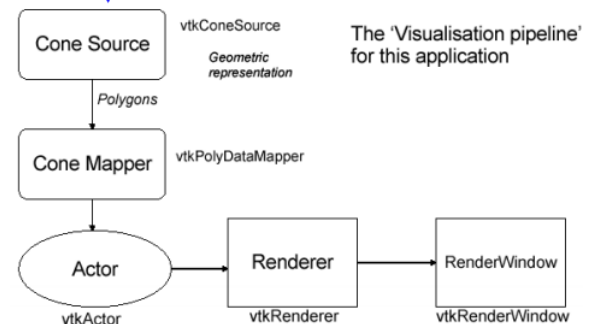 Cone Source
vtkConeSource
Geometric
representation
The 'Visualisation pipeline'
for this application
Polygons
Cone Mapper
vtkPolyDataMapper
Actor
Renderer
RenderWindow
vtkActor
vtkRenderer
vtkRenderWindow